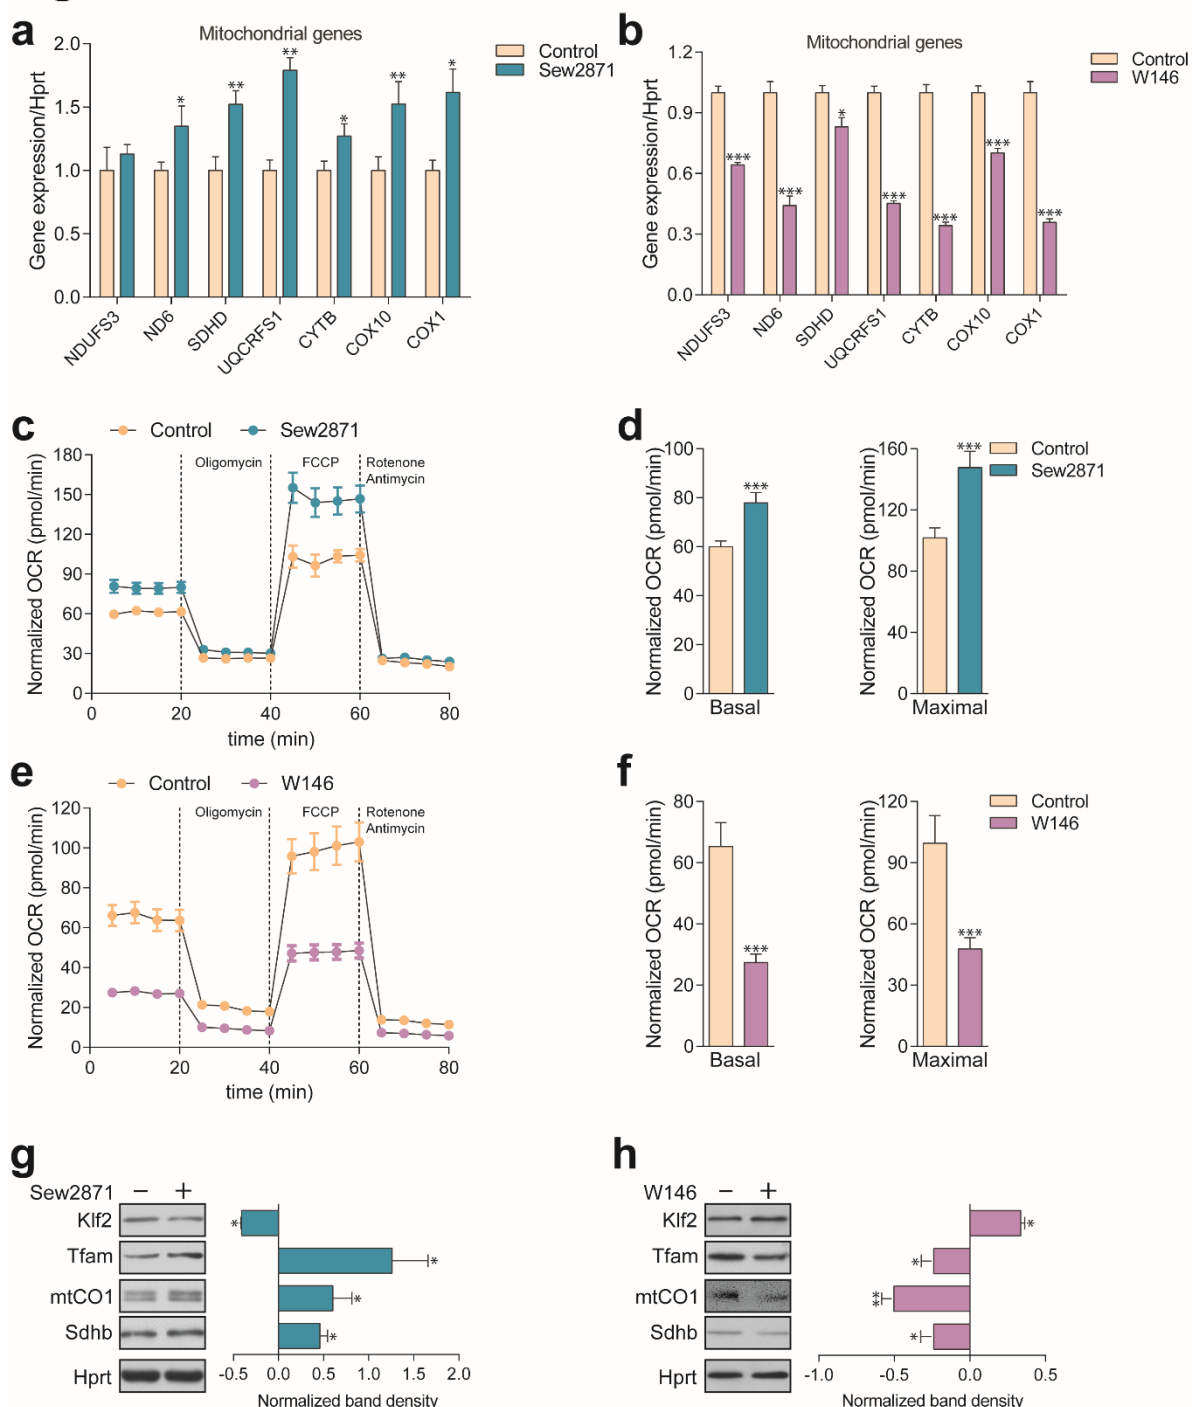 a
Mitochondrial genes
Control
Sew2871
Gene expression/Hprt
2.0
1.5
1.0
0.5
0.0
*
**
**
*
**
*
NDUFS3
ND6
SDHD
UQCRFS1
CYTB
COX10
COX1
b
Mitochondrial genes
Control
W146
Gene expression/Hprt
1.2
0.9
0.6
0.3
0.0
***
***
*
***
***
***
***
NDUFS3
ND6
SDHD
UQCRFS1
CYTB
COX10
COX1
c
Control
Sew2871
Normalized OCR (pmol/min)
180
150
120
90
60
30
0
Oligomycin
FCCP
Rotenone
Antimycin
0 20 40 60 80
time (min)
d
Normalized OCR (pmol/min)
100
80
60
40
20
0
***
Basal
Normalized OCR (pmol/min)
160
120
80
40
0
***
Maximal
Control
Sew2871
e
Control
W146
Normalized OCR (pmol/min)
120
100
80
60
40
20
0
Oligomycin
FCCP
Rotenone
Antimycin
0 20 40 60 80
time (min)
f
Normalized OCR (pmol/min)
80
60
40
20
0
***
Basal
Normalized OCR (pmol/min)
120
90
60
30
0
***
Maximal
Control
W146
g
Sew2871 − +
Klf2
Tfam
mtCO1
Sdhb
Hprt
*
*
*
*
-0.5 0.0 0.5 1.0 1.5 2.0
Normalized band density
h
W146 − +
Klf2
Tfam
mtCO1
Sdhb
Hprt
*
*
**
*
-1.0 -0.5 0.0 0.5
Normalized band density